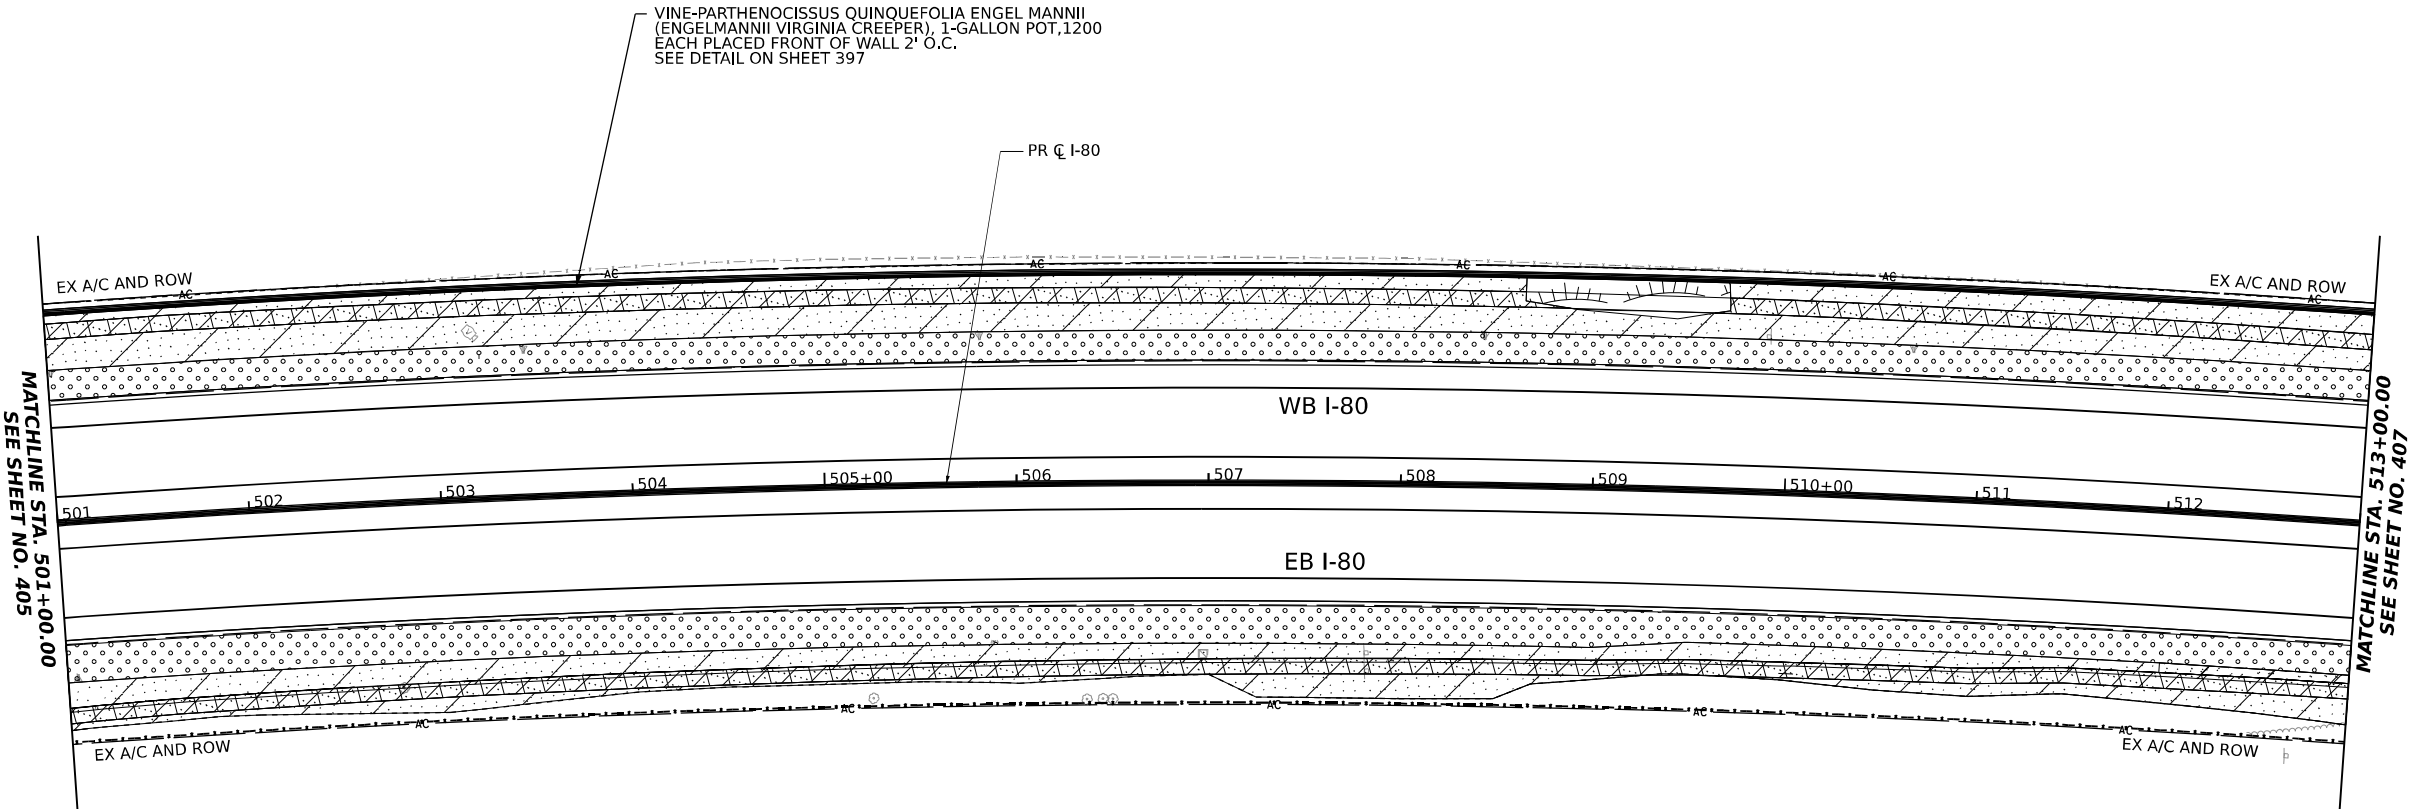 VINE-PARTHENOCISSUS QUINQUEFOLIA ENGEL MANNII
(ENGELMANNII VIRGINIA CREEPER), 1-GALLON POT,1200
EACH PLACED FRONT OF WALL 2' O.C.
SEE DETAIL ON SHEET 397
PR ℄ I-80
EX A/C AND ROW
EX A/C AND ROW
AC
AC
AC
AC
AC
AC
WB I-80
501
502
503
504
505+00
506
507
508
509
510+00
511
512
EB I-80
MATCHLINE STA. 501+00.00
SEE SHEET NO. 405
MATCHLINE STA. 513+00.00
SEE SHEET NO. 407
AC
AC
AC
AC
AC
EX A/C AND ROW
EX A/C AND ROW